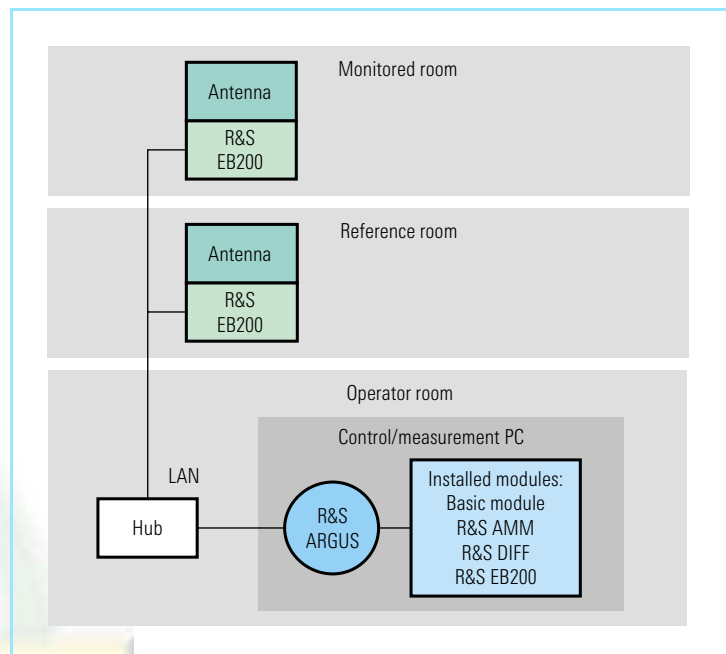 Monitored room
Antenna
R&S
EB200
Reference room
Antenna
R&S
EB200
Operator room
Control/measurement PC
LAN
Hub
R&S
ARGUS
Installed modules:
Basic module
R&S AMM
R&S DIFF
R&S EB200